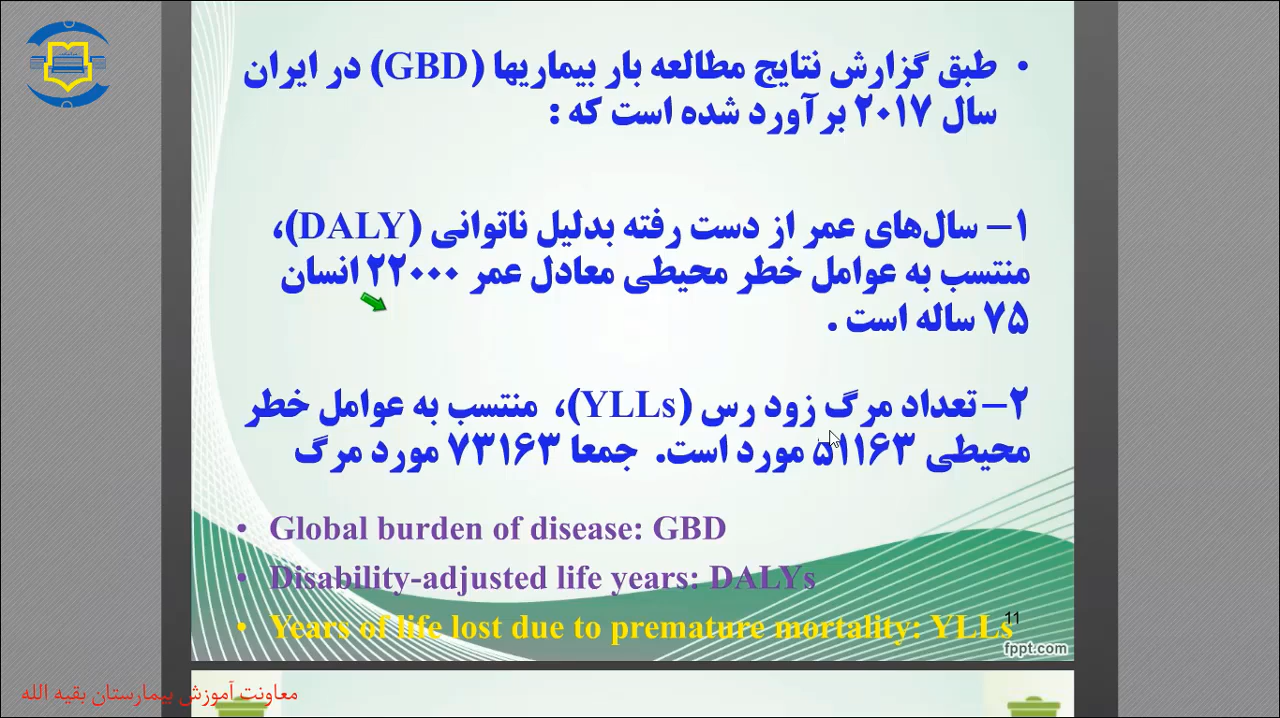 • طبق گزارش نتایج مطالعه بار بیماریها (GBD) در ایران
سال ۲۰۱۷ برآورد شده است که :
۱– سال‌های عمر از دست رفته بدلیل ناتوانی (DALY)،
منتسب به عوامل خطر محیطی معادل عمر ۲۲۰۰۰ انسان
۷۵ ساله است .
۲– تعداد مرگ زود رس (YLLs)، منتسب به عوامل خطر
محیطی ۵۱۱۶۳ مورد است. جمعا ۷۳۱۶۳ مورد مرگ
• Global burden of disease: GBD
• Disability-adjusted life years: DALYs
• Years of life lost due to premature mortality: YLLs
11
fppt.com
معاونت آموزش بیمارستان بقیه الله